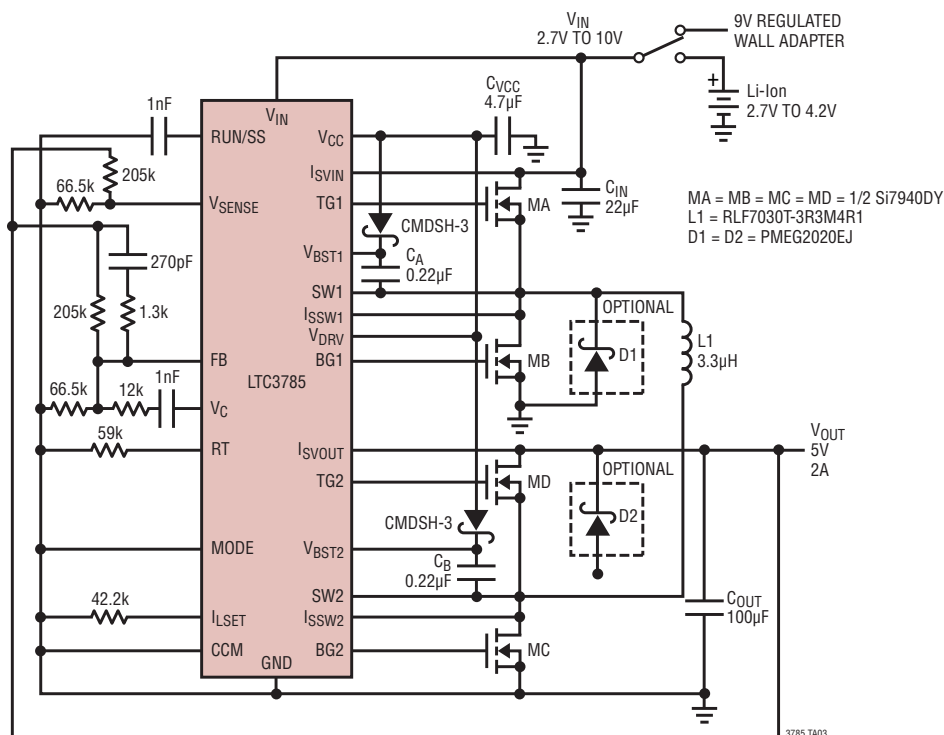 V_IN
2.7V TO 10V
9V REGULATED
WALL ADAPTER
Li-Ion
2.7V TO 4.2V
+
1nF
V_IN
C_VCC
4.7µF
RUN/SS
V_CC
205k
I_SVIN
66.5k
V_SENSE
TG1
MA
C_IN
22µF
MA = MB = MC = MD = 1/2 Si7940DY
L1 = RLF7030T-3R3M4R1
D1 = D2 = PMEG2020EJ
CMDSH-3
270pF
V_BST1
C_A
0.22µF
205k
1.3k
SW1
OPTIONAL
I_SSW1
V_DRV
L1
3.3µH
FB
BG1
MB
D1
LTC3785
66.5k
12k
1nF
V_C
59k
RT
I_SVOUT
V_OUT
5V
2A
TG2
MD
OPTIONAL
D2
CMDSH-3
MODE
V_BST2
C_B
0.22µF
SW2
C_OUT
100µF
42.2k
I_LSET
I_SSW2
CCM
BG2
MC
GND
3785 TA03